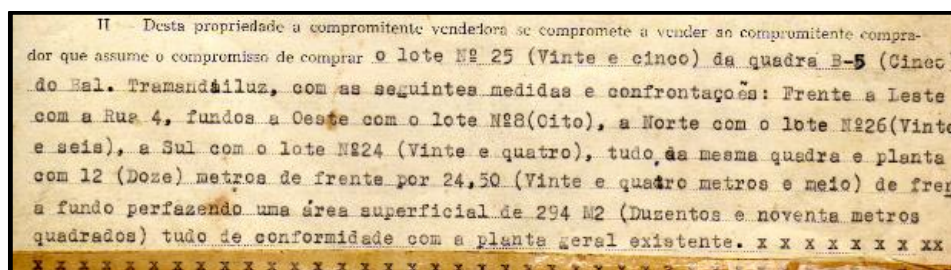 II Desta propriedade a compromitente vendedora se compromete a vender ao compromitente compra-
dor que assume o compromisso de comprar o lote Nº 25 (Vinte e cinco) da quadra B-5 (Cinco
do Bal. Tramandáiluz, com as seguintes medidas e confrontaçoẽs: Frente a Leste
com a Rua 4, fundos a Oeste com o lote Nº8(Oito), a Norte com o lote Nº26(Vinte
e seis), a Sul com o lote Nº24 (Vinte e quatro), tudo da mesma quadra e planta
com 12 (Doze) metros de frente por 24,50 (Vinte e quatro metros e meio) de fren
a fundo perfazendo uma área superficial de 294 M2 (Duzentos e noventa metros
quadrados) tudo de conformidade com a planta geral existente. x x x x x x x xx